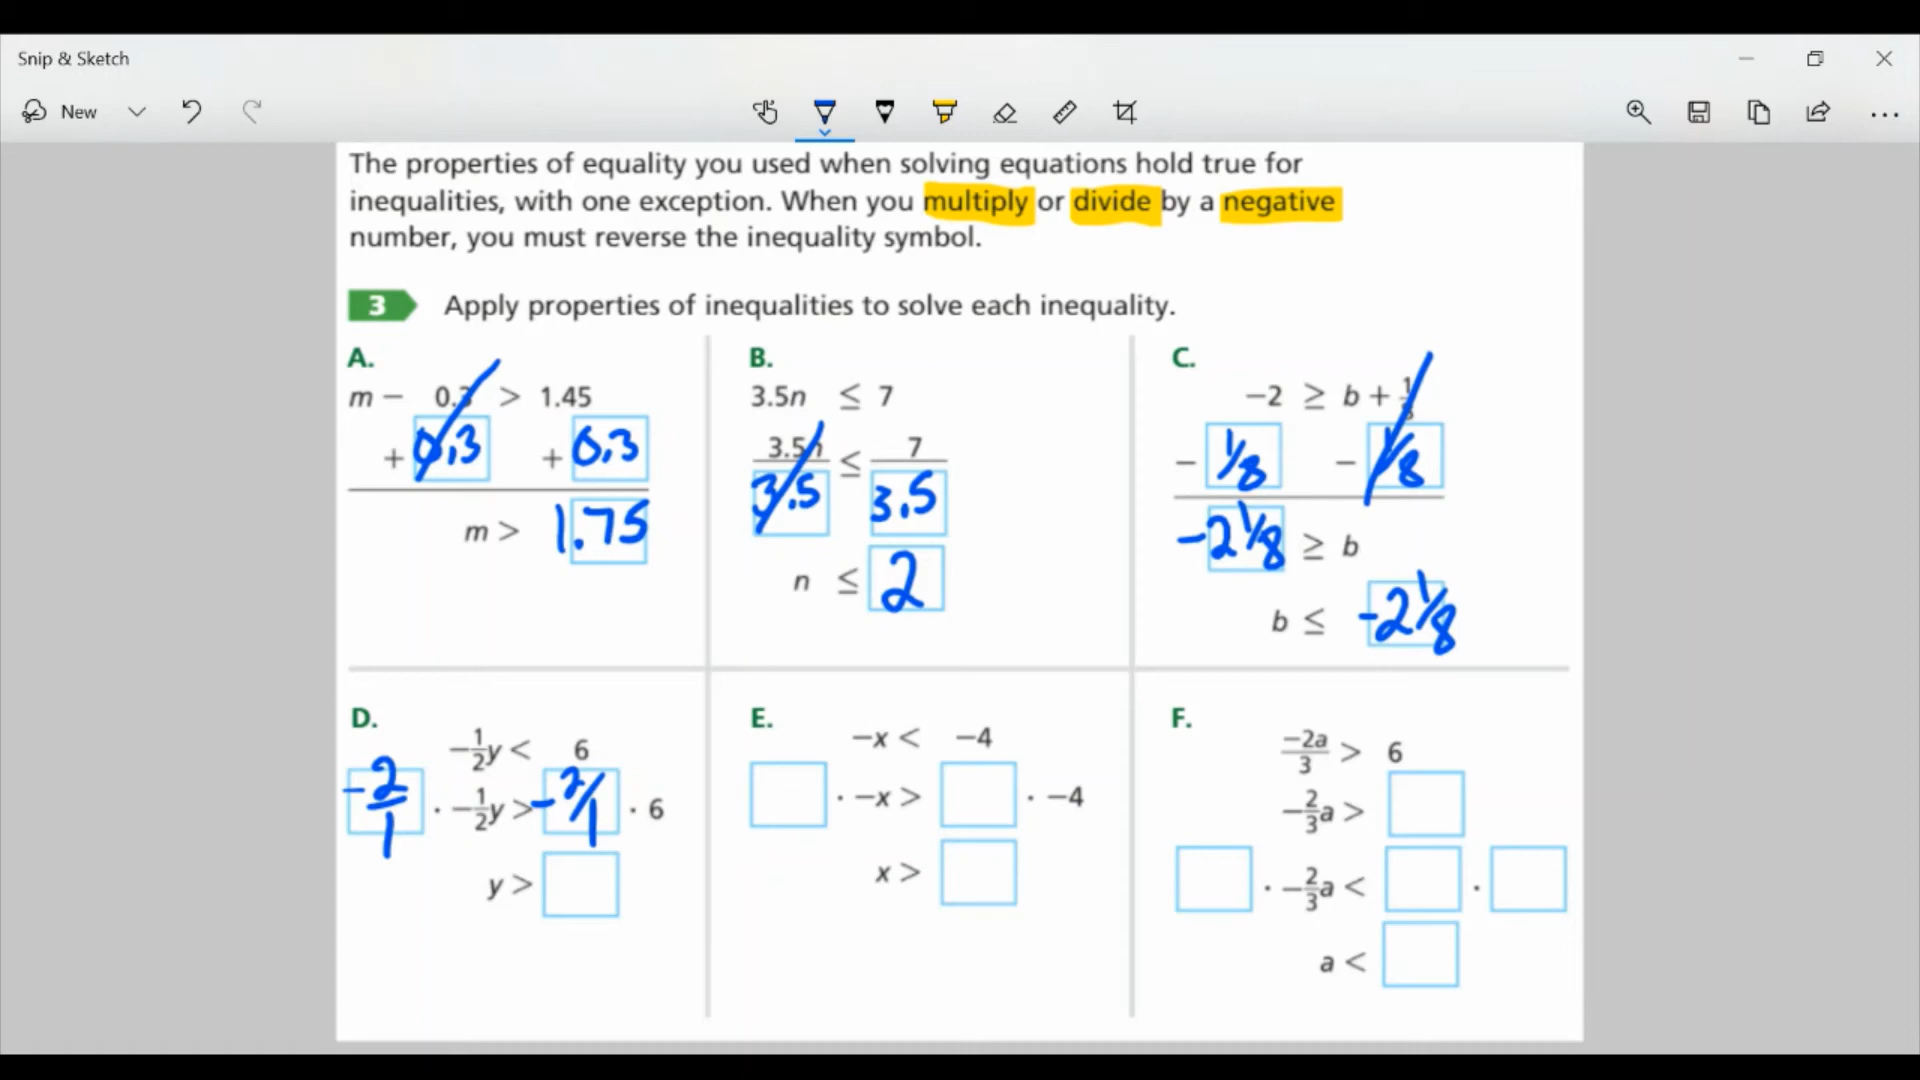 Snip & Sketch
New
The properties of equality you used when solving equations hold true for
inequalities, with one exception. When you multiply or divide by a negative
number, you must reverse the inequality symbol.
3 Apply properties of inequalities to solve each inequality.
A.
m − 0.3 > 1.45
+ 0.3 + 0.3
m > 1.75
B.
3.5n ≤ 7
3.5n/3.5 ≤ 7/3.5
n ≤ 2
C.
−2 ≥ b + 1/8
− 1/8 − 1/8
-2 1/8 ≥ b
b ≤ -2 1/8
D.
−1/2y < 6
-2/1 · −1/2y > -2/1 · 6
y >
E.
−x < −4
· −x > · −4
x >
F.
−2a/3 > 6
−2/3a >
· −2/3a < ·
a <